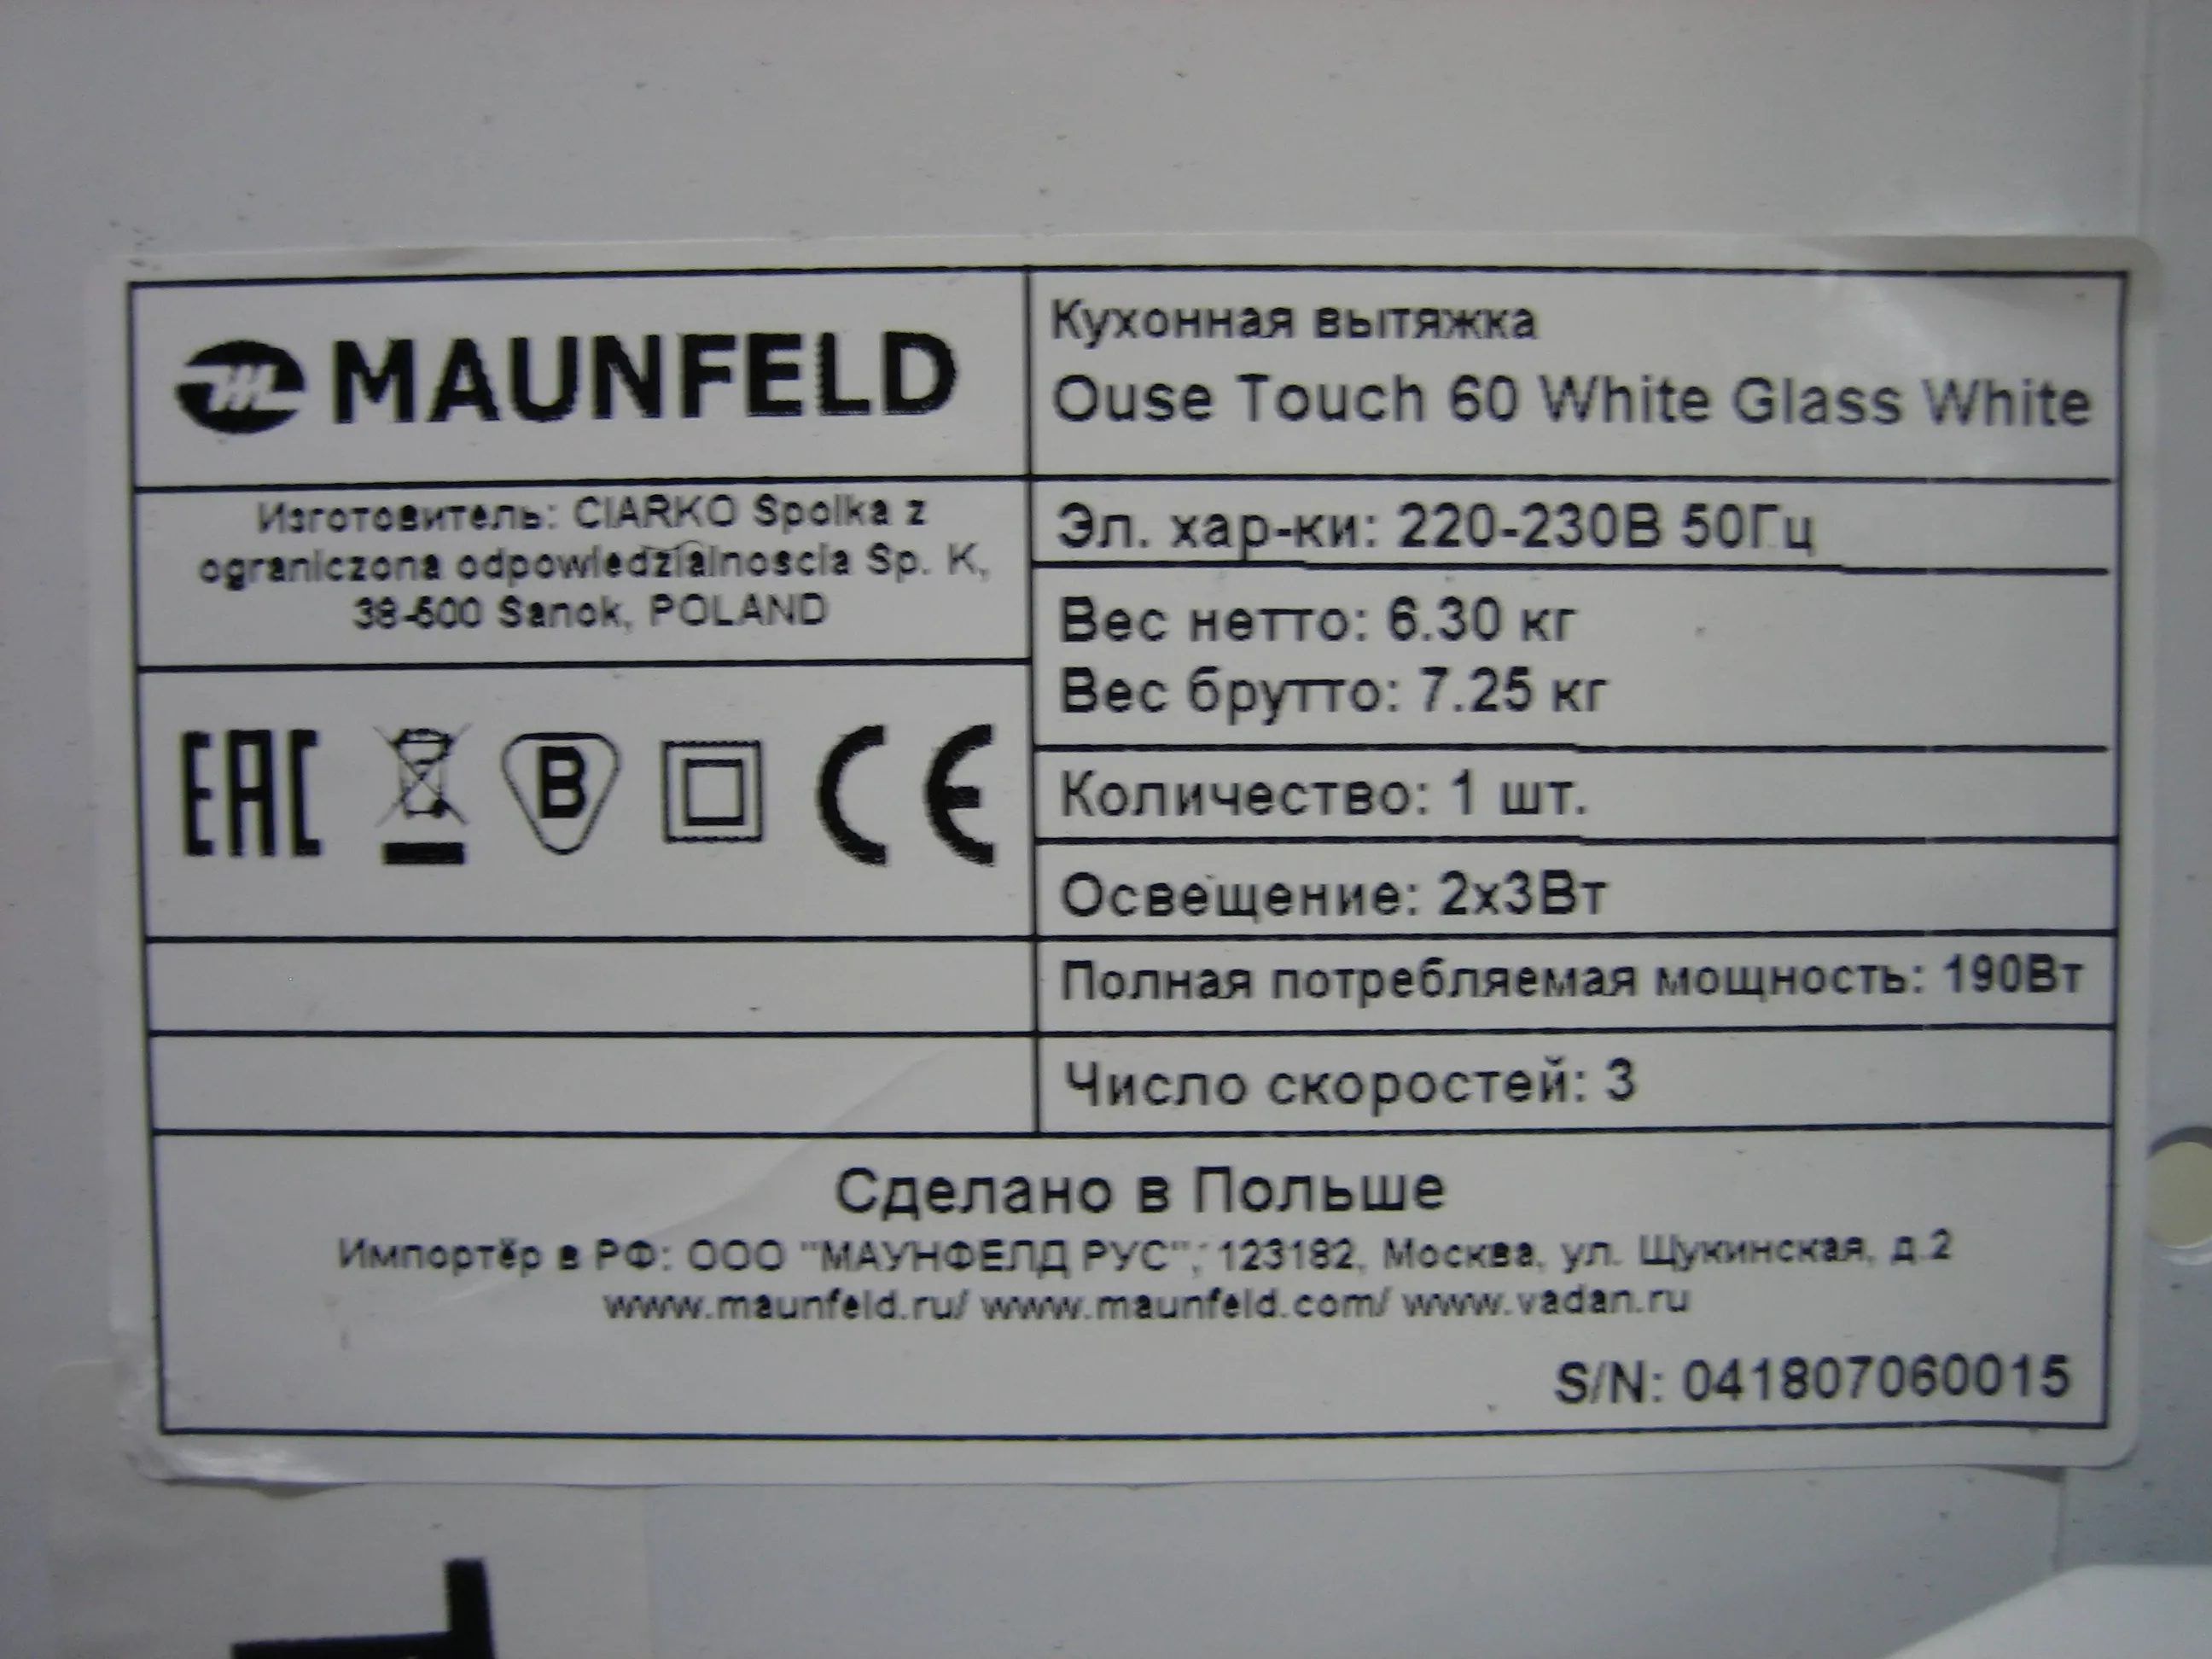 MAUNFELD
Кухонная вытяжка
Ouse Touch 60 White Glass White
Изготовитель: CIARKO Spolka z
ograniczona odpowiedzialnoscia Sp. K,
38-500 Sanok, POLAND
Эл. хар-ки: 220-230В 50Гц
Вес нетто: 6.30 кг
Вес брутто: 7.25 кг
EAC B CE
Количество: 1 шт.
Освещение: 2x3Вт
Полная потребляемая мощность: 190Вт
Число скоростей: 3
Сделано в Польше
Импортёр в РФ: ООО "МАУНФЕЛД РУС"; 123182, Москва, ул. Щукинская, д.2
www.maunfeld.ru/ www.maunfeld.com/ www.vadan.ru
S/N: 041807060015